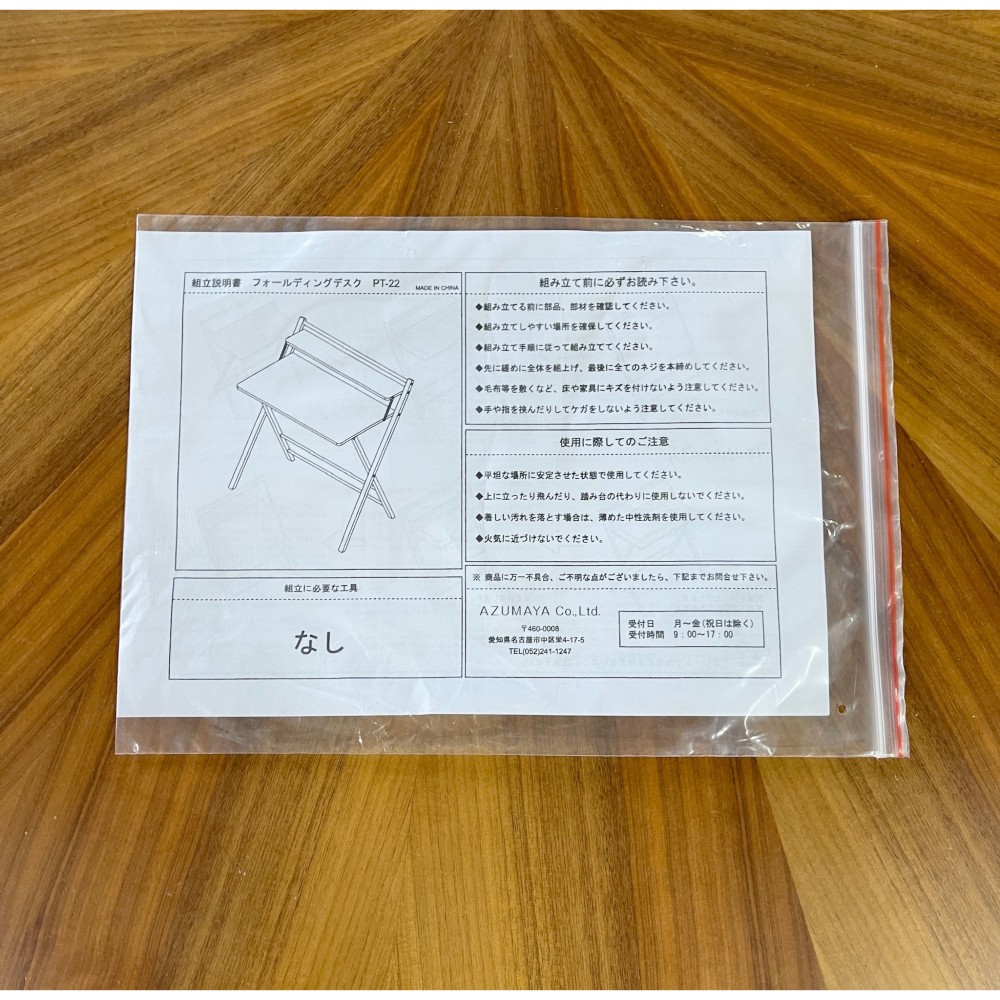 組立説明書 フォールディングデスク PT-22 MADE IN CHINA
組立に必要な工具
なし
組み立て前に必ずお読み下さい。
◆組み立てる前に部品、部材を確認してください。
◆組み立てしやすい場所を確保してください。
◆組み立て手順に従って組み立ててください。
◆先に緩めに全体を組上げ、最後に全てのネジを本締めしてください。
◆毛布等を敷くなど、床や家具にキズを付けないよう注意してください。
◆手や指を挟んだりしてケガをしないよう注意してください。
使用に際してのご注意
◆平坦な場所に安定させた状態で使用してください。
◆上に立ったり飛んだり、踏み台の代わりに使用しないでください。
◆著しい汚れを落とす場合は、薄めた中性洗剤を使用してください。
◆火気に近づけないでください。
※ 商品に万一不具合、ご不明な点がございましたら、下記までお問合せ下さい。
AZUMAYA Co.,Ltd.
〒460-0008
愛知県名古屋市中区栄4-17-5
TEL(052)241-1247
受付日 月～金(祝日は除く)
受付時間 9：00～17：00